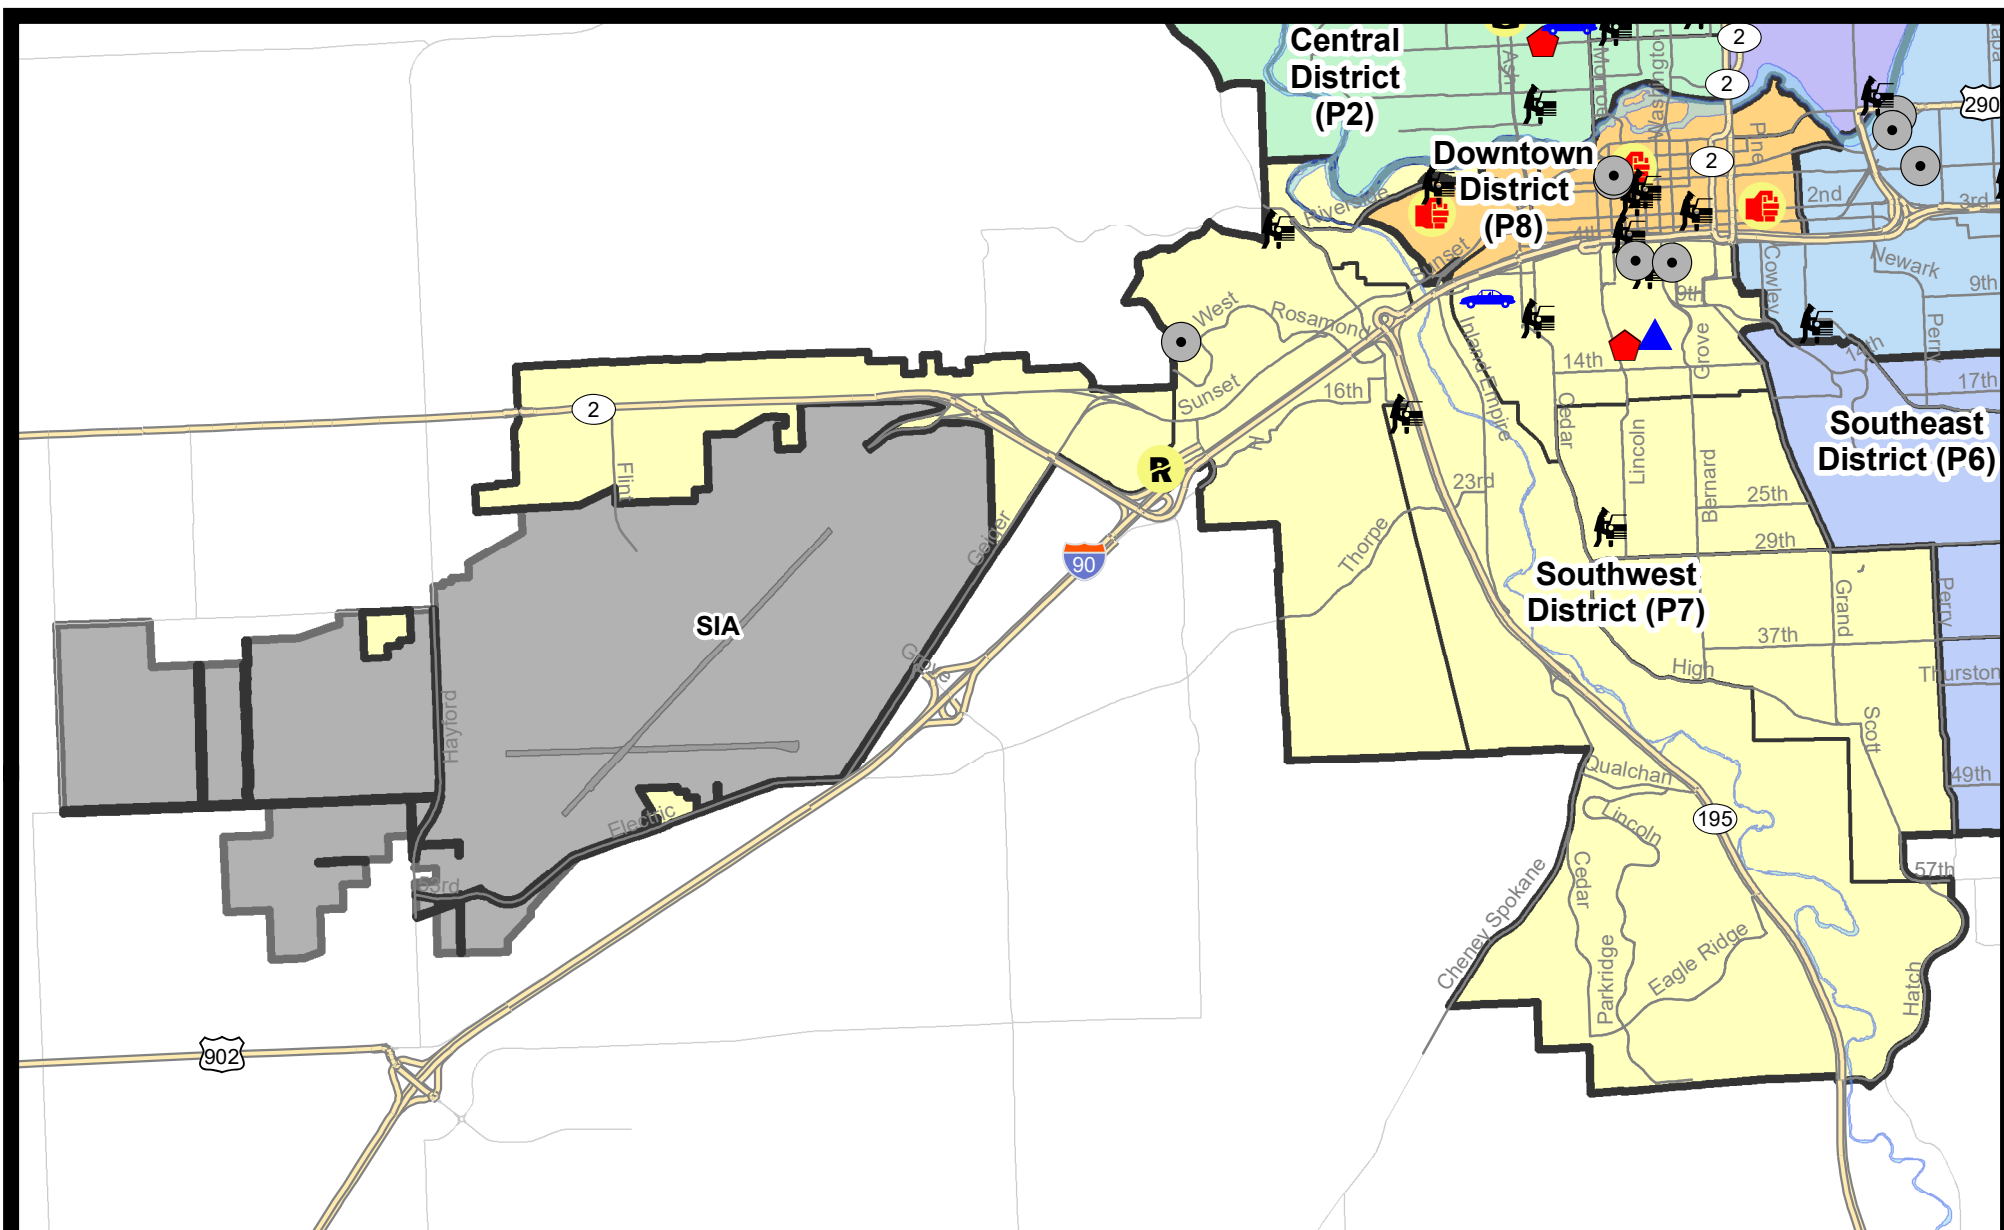 Central
District
(P2)
Ash
Monroe
Washington
2
2
290
Downtown
District
(P8)
2
Pine
2nd
3rd
Riverside
4th
Sunset
Cowley
Newark
9th
9th
Perry
West
Rosamond
Inland Empire
Grove
14th
14th
17th
Sunset
16th
Cedar
Lincoln
Bernard
Southeast
District (P6)
2
Flint
R
23rd
25th
29th
Geiger
90
Thorpe
Southwest
District (P7)
Grand
Perry
SIA
Grove
37th
High
Thurston
Hayford
Scott
49th
Qualchan
195
Lincoln
Electric
53rd
Cheney Spokane
Cedar
57th
Parkridge
Eagle Ridge
Hatch
902